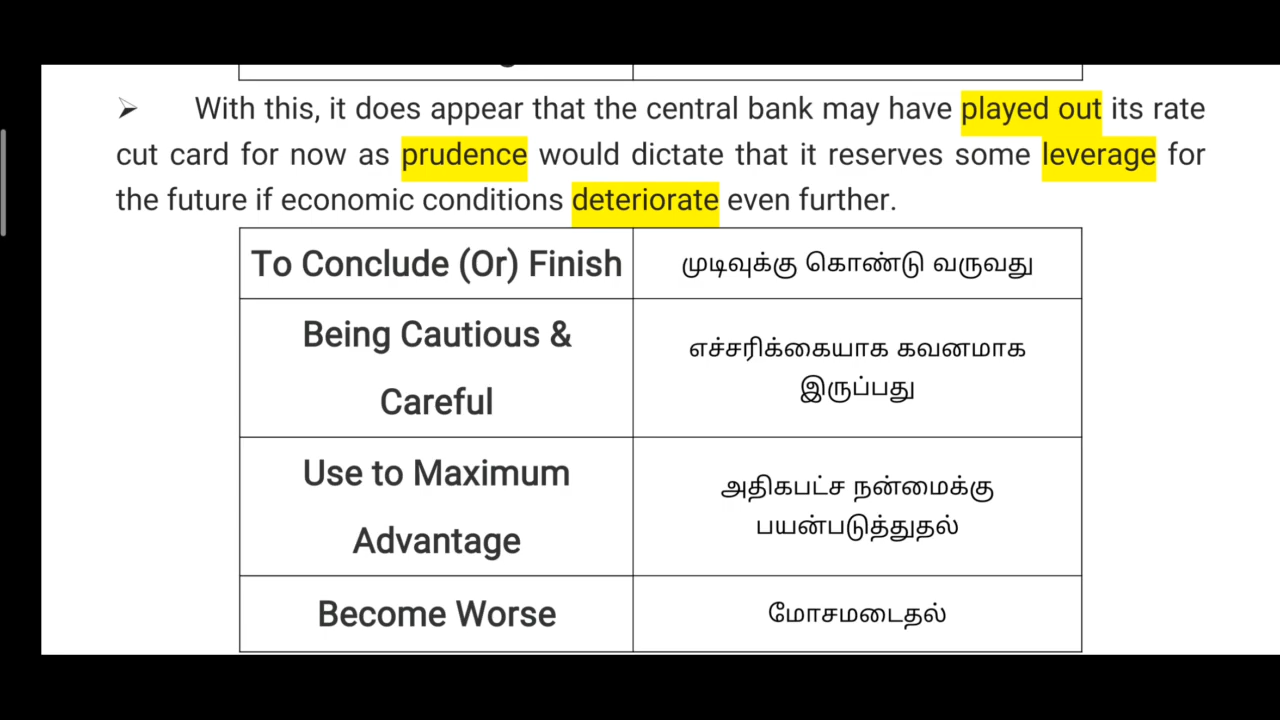 ➢ With this, it does appear that the central bank may have played out its rate
cut card for now as prudence would dictate that it reserves some leverage for
the future if economic conditions deteriorate even further.
To Conclude (Or) Finish
முடிவுக்கு கொண்டு வருவது
Being Cautious &
Careful
எச்சரிக்கையாக கவனமாக
இருப்பது
Use to Maximum
Advantage
அதிகபட்ச நன்மைக்கு
பயன்படுத்துதல்
Become Worse
மோசமடைதல்